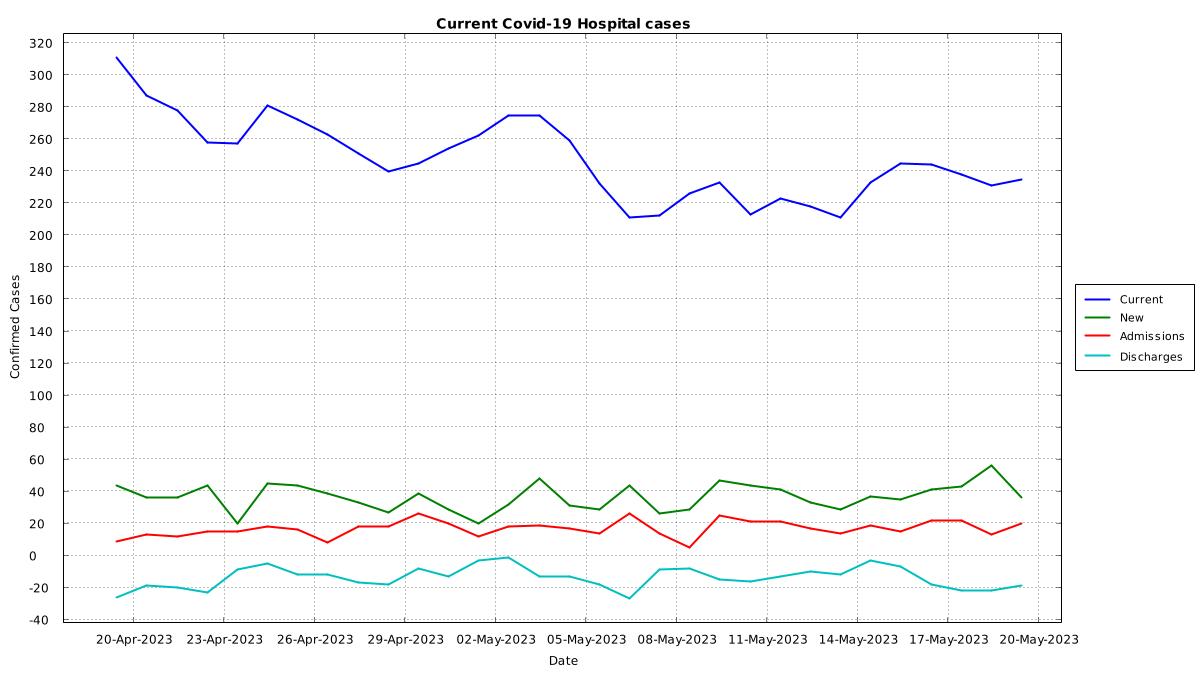 Current Covid-19 Hospital cases
320
300
280
260
240
220
200
180
160
140
120
100
80
60
40
20
0
-20
-40
Confirmed Cases
20-Apr-2023 23-Apr-2023 26-Apr-2023 29-Apr-2023 02-May-2023 05-May-2023 08-May-2023 11-May-2023 14-May-2023 17-May-2023 20-May-2023
Date
Current
New
Admissions
Discharges